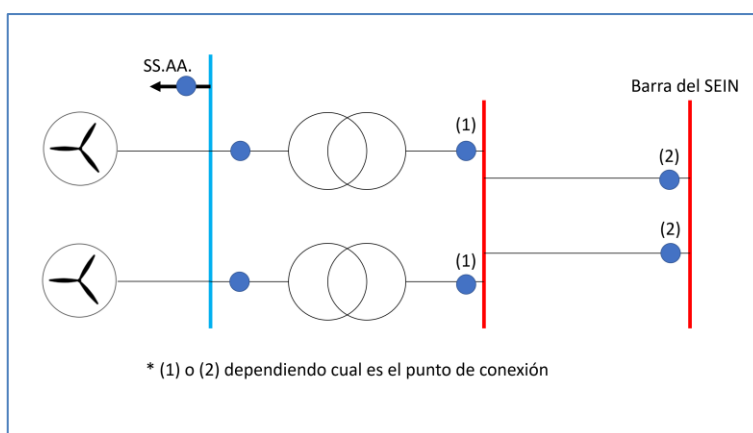 SS.AA.
Barra del SEIN
(1)
(2)
(2)
(1)
* (1) o (2) dependiendo cual es el punto de conexión